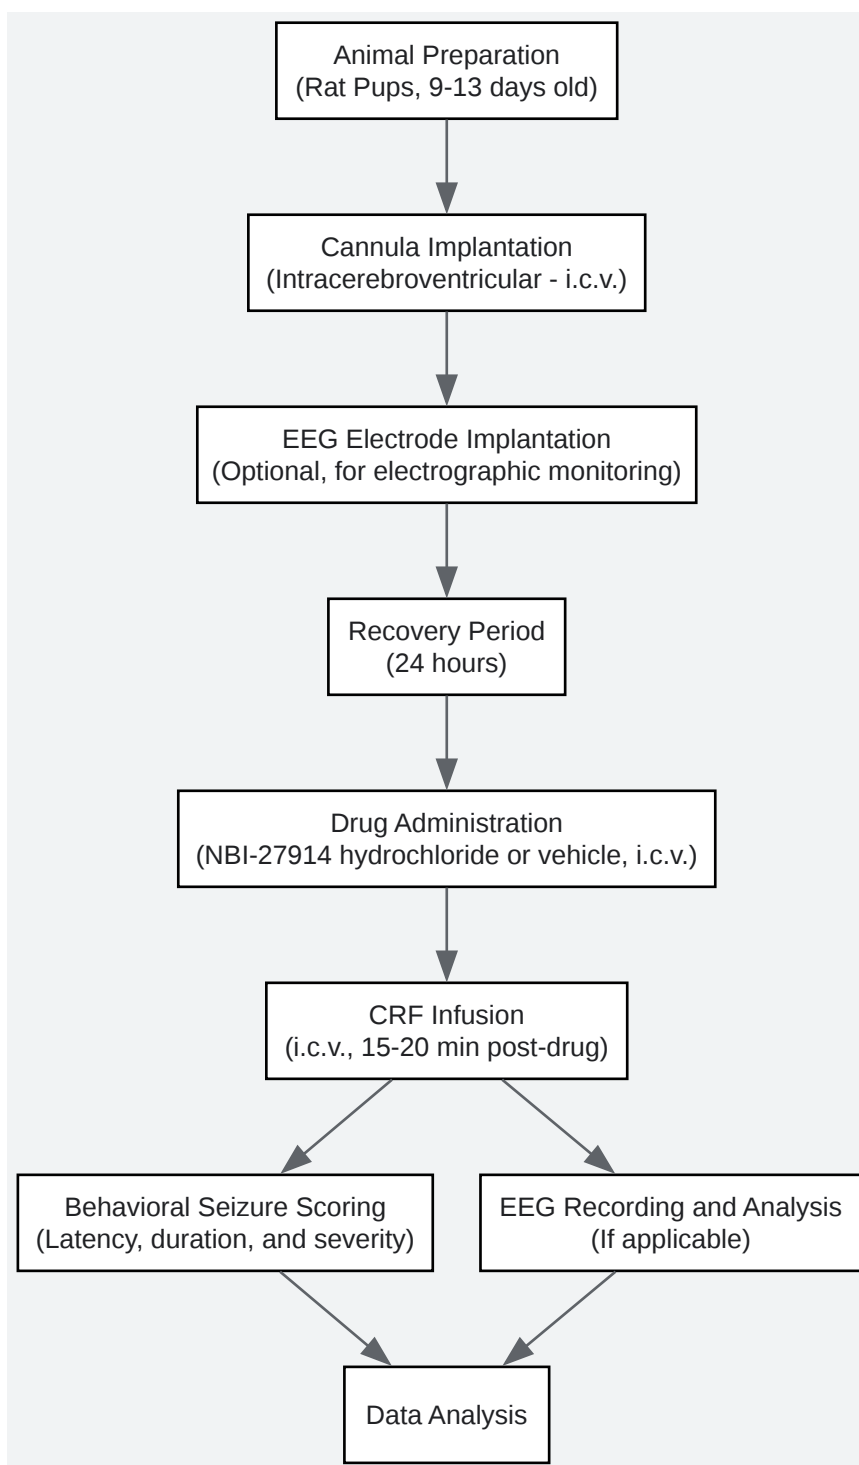 Animal Preparation
(Rat Pups, 9-13 days old)
Cannula Implantation
(Intracerebroventricular - i.c.v.)
EEG Electrode Implantation
(Optional, for electrographic monitoring)
Recovery Period
(24 hours)
Drug Administration
(NBI-27914 hydrochloride or vehicle, i.c.v.)
CRF Infusion
(i.c.v., 15-20 min post-drug)
Behavioral Seizure Scoring
(Latency, duration, and severity)
EEG Recording and Analysis
(If applicable)
Data Analysis